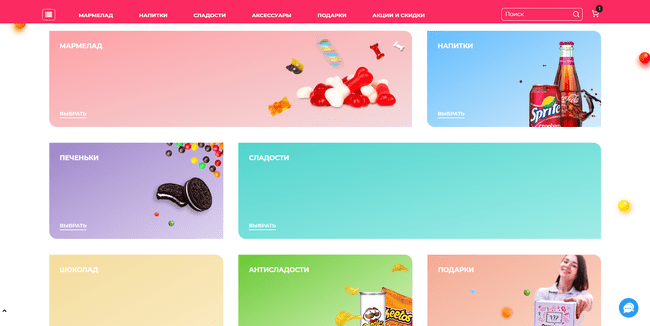 МАРМЕЛАД НАПИТКИ СЛАДОСТИ АКСЕССУАРЫ ПОДАРКИ АКЦИИ И СКИДКИ Поиск 1
МАРМЕЛАД
НАПИТКИ
Sprite
ВЫБРАТЬ
ВЫБРАТЬ
ПЕЧЕНЬКИ
СЛАДОСТИ
ВЫБРАТЬ
ВЫБРАТЬ
ШОКОЛАД
АНТИСЛАДОСТИ
ПОДАРКИ
Pringles
Cheetos